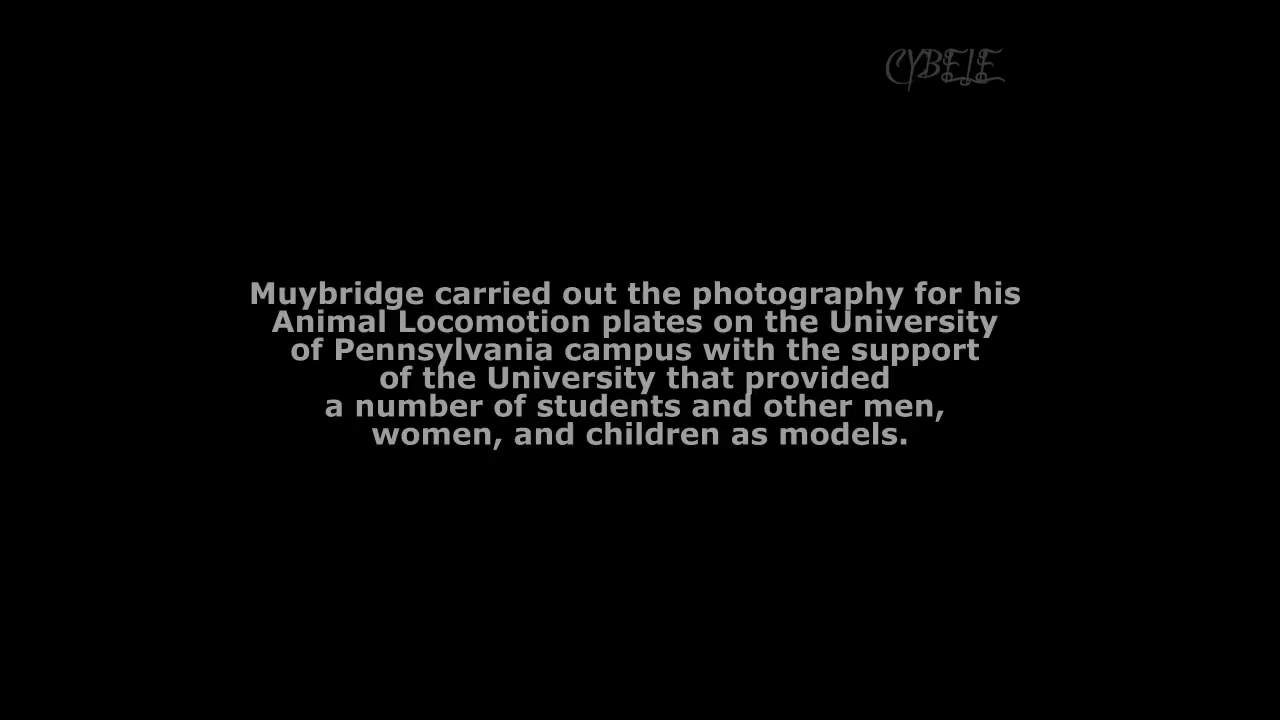 CYBELE
Muybridge carried out the photography for his
Animal Locomotion plates on the University
of Pennsylvania campus with the support
of the University that provided
a number of students and other men,
women, and children as models.